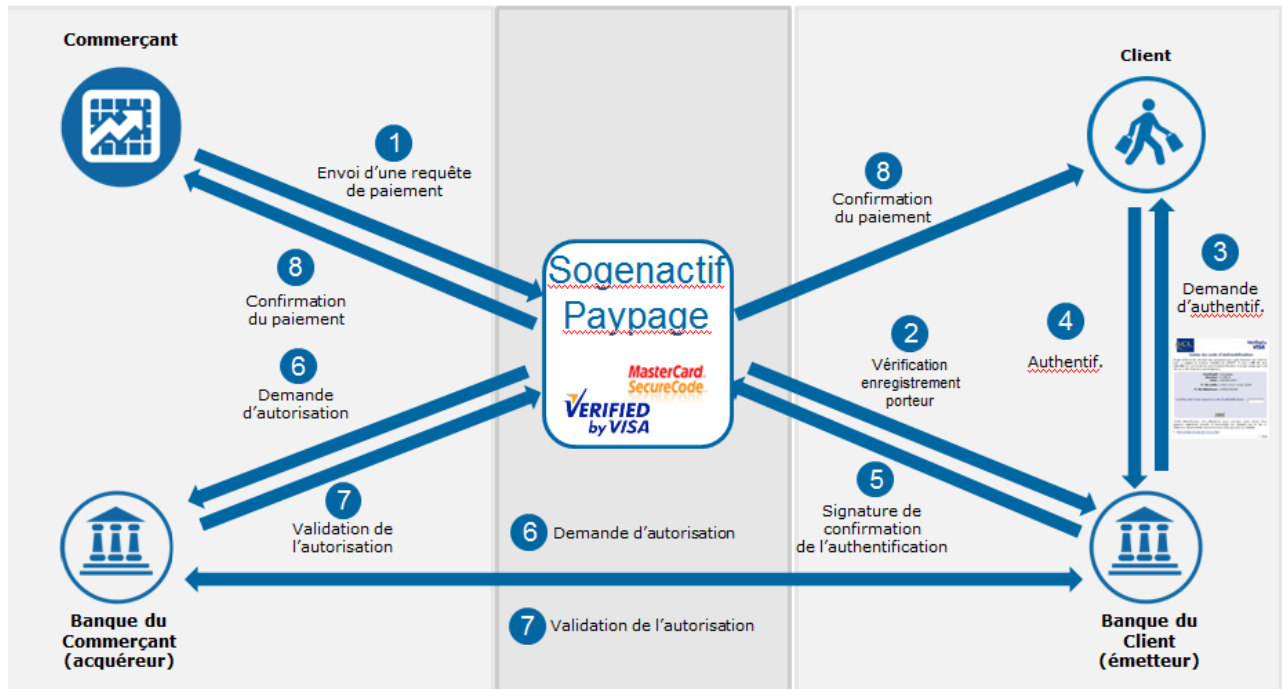 Commerçant
1
Envoi d'une requête
de paiement
8
Confirmation
du paiement
6
Demande
d'autorisation
7
Validation de
l'autorisation
Banque du
Commerçant
(acquéreur)
Sogenactif
Paypage
MasterCard.
SecureCode.
VERIFIED
by VISA
6 Demande d'autorisation
7 Validation de l'autorisation
Client
8
Confirmation
du paiement
2
Vérification
enregistrement
porteur
5
Signature de
confirmation
de l'authentification
4
Authentif.
3
Demande
d'authentif.
Banque du
Client
(émetteur)